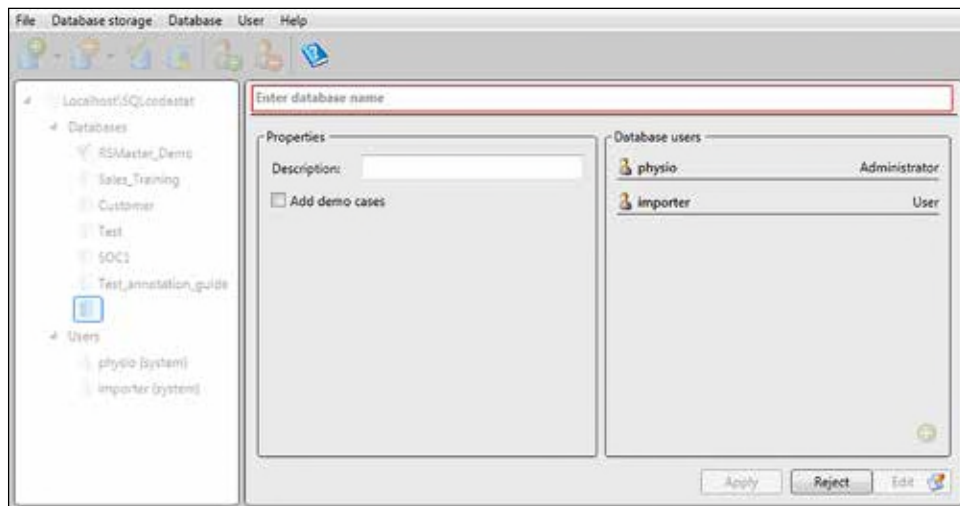 File Database storage Database User Help
Localhost\SQLcodestat
Databases
RSMaster_Demo
Sales_Training
Customer
Test
SOC1
Test_annotation_guide
Users
physio (system)
importer (system)
Enter database name
Properties
Description:
Add demo cases
Database users
physio Administrator
importer User
Apply Reject Edit